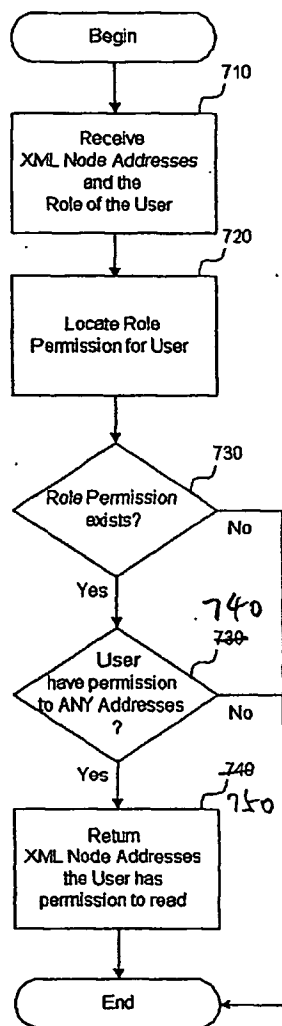 Begin
710
Receive
XML Node Addresses
and the
Role of the User
720
Locate Role
Permission for User
730
Role Permission
exists?
No
Yes
740
730
User
have permission
to ANY Addresses
?
No
Yes
740
750
Return
XML Node Addresses
the User has
permission to read
End